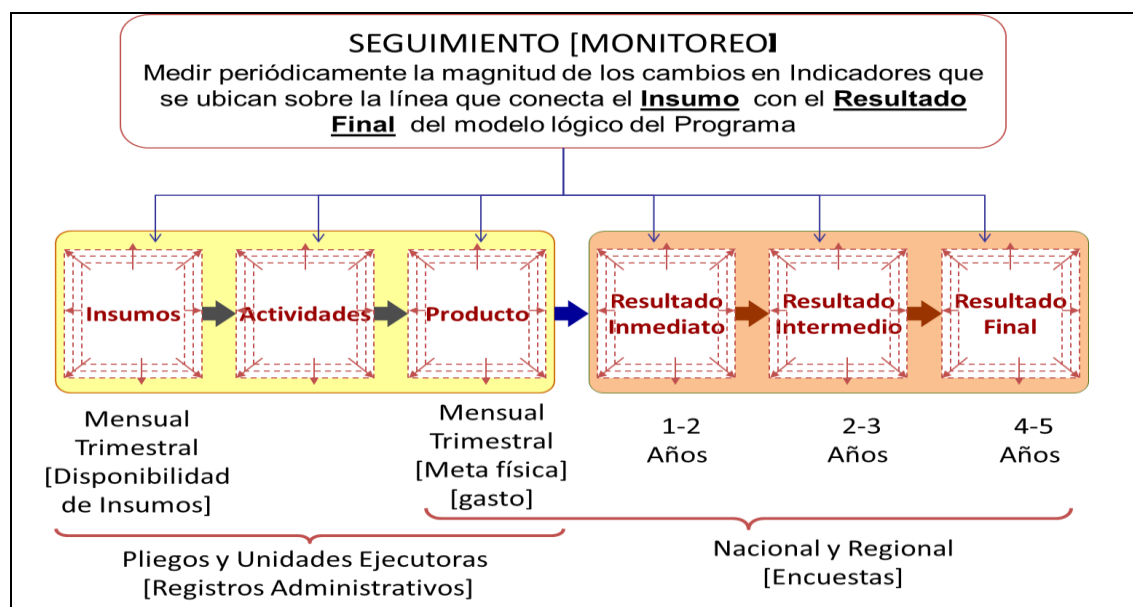 SEGUIMIENTO [MONITOREO]
Medir periódicamente la magnitud de los cambios en Indicadores que
se ubican sobre la línea que conecta el Insumo con el Resultado
Final del modelo lógico del Programa
Insumos
Actividades
Producto
Resultado
Inmediato
Resultado
Intermedio
Resultado
Final
Mensual
Trimestral
[Disponibilidad
de Insumos]
Mensual
Trimestral
[Meta física]
[gasto]
1-2
Años
2-3
Años
4-5
Años
Pliegos y Unidades Ejecutoras
[Registros Administrativos]
Nacional y Regional
[Encuestas]